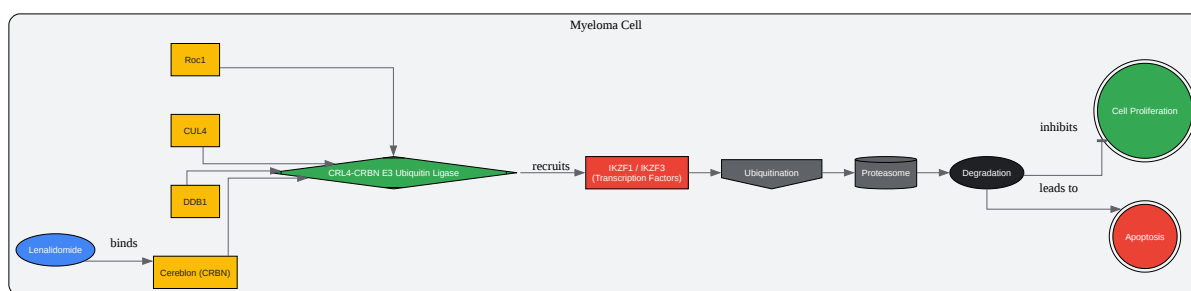 Myeloma Cell
Roc1
CUL4
DDB1
Lenalidomide
binds
Cereblon (CRBN)
CRL4-CRBN E3 Ubiquitin Ligase
recruits
IKZF1 / IKZF3
(Transcription Factors)
Ubiquitination
Proteasome
Degradation
inhibits
Cell Proliferation
leads to
Apoptosis